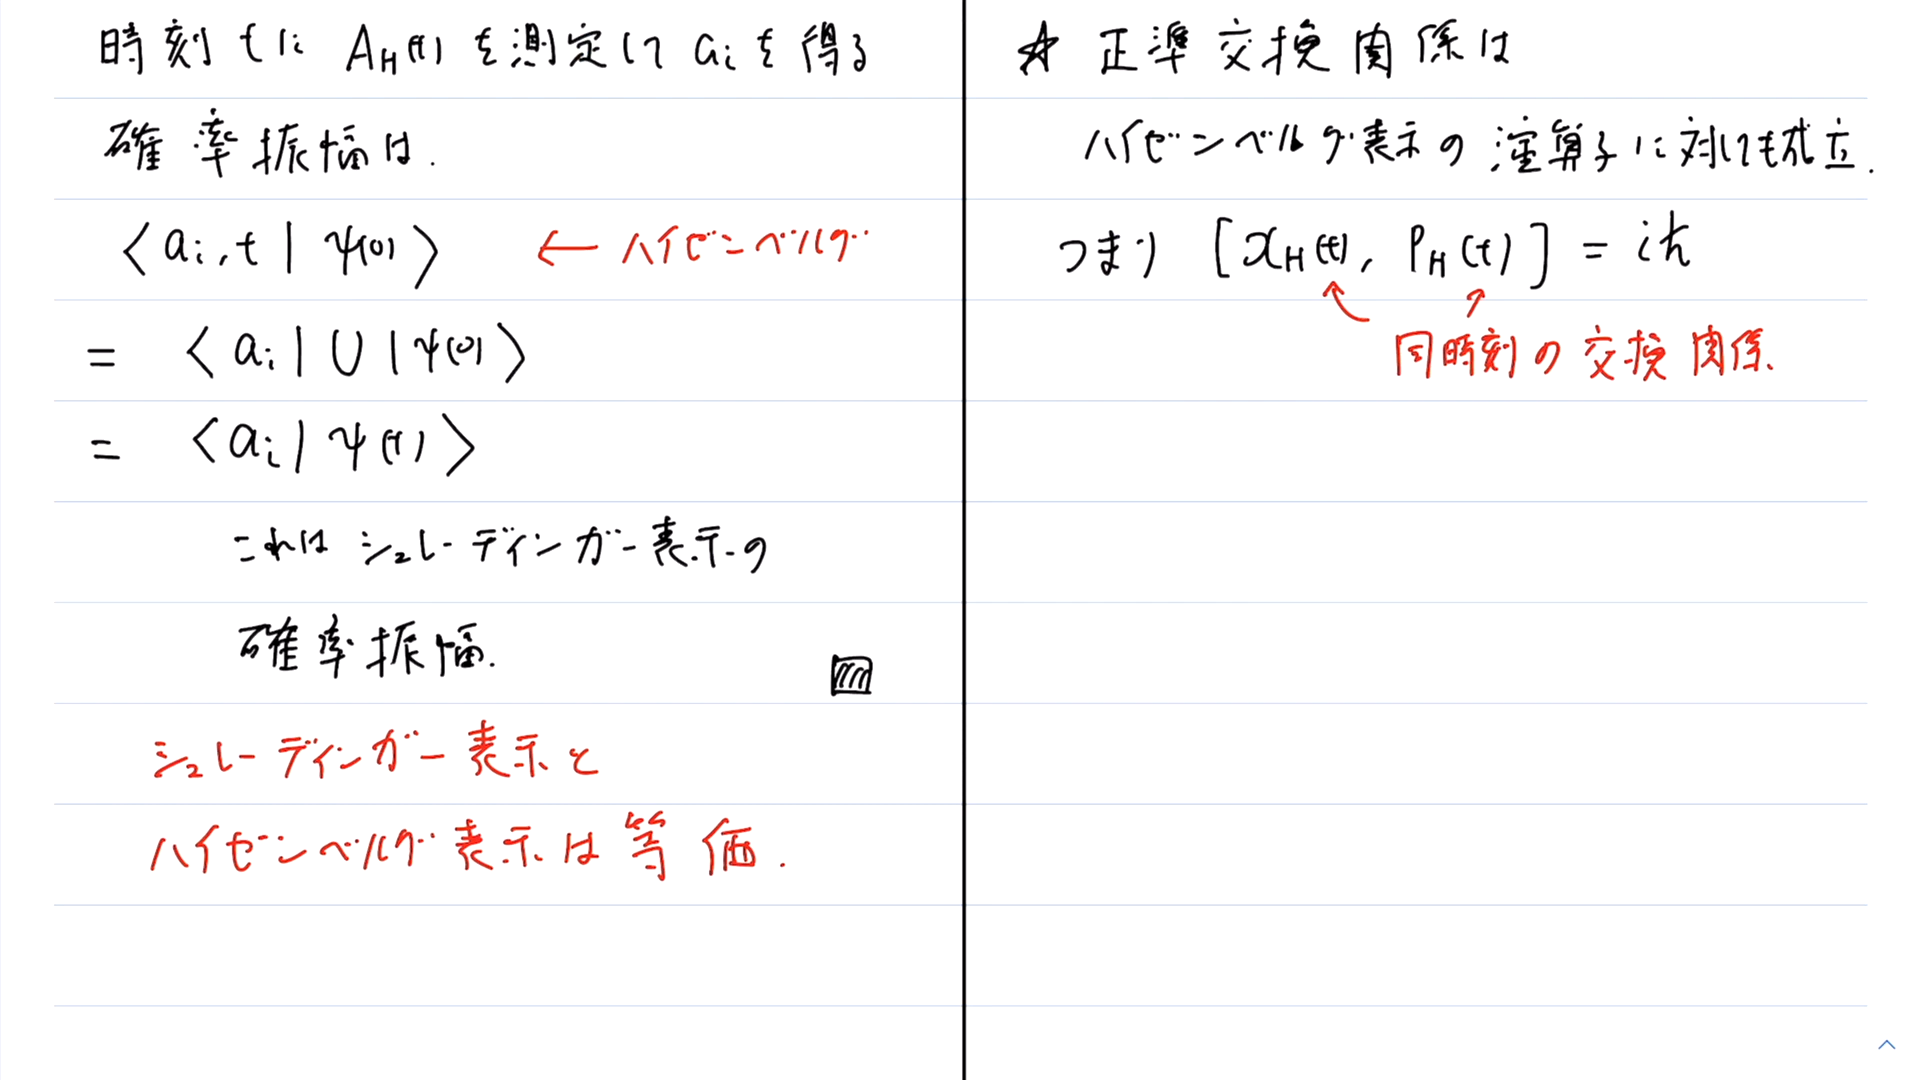 時刻 t に A_H(t) を測定して a_i を得る
確率振幅は.
⟨a_i, t | ψ(0)⟩ ← ハイゼンベルグ
= ⟨a_i | U | ψ(0)⟩
= ⟨a_i | ψ(t)⟩
これは シュレーディンガー表示の
確率振幅.
シュレーディンガー表示と
ハイゼンベルグ表示は等価.
☆ 正準交換関係は
ハイゼンベルグ表示の演算子に対しても成立.
つまり [x_H(t), P_H(t)] = iℏ
同時刻の交換関係.